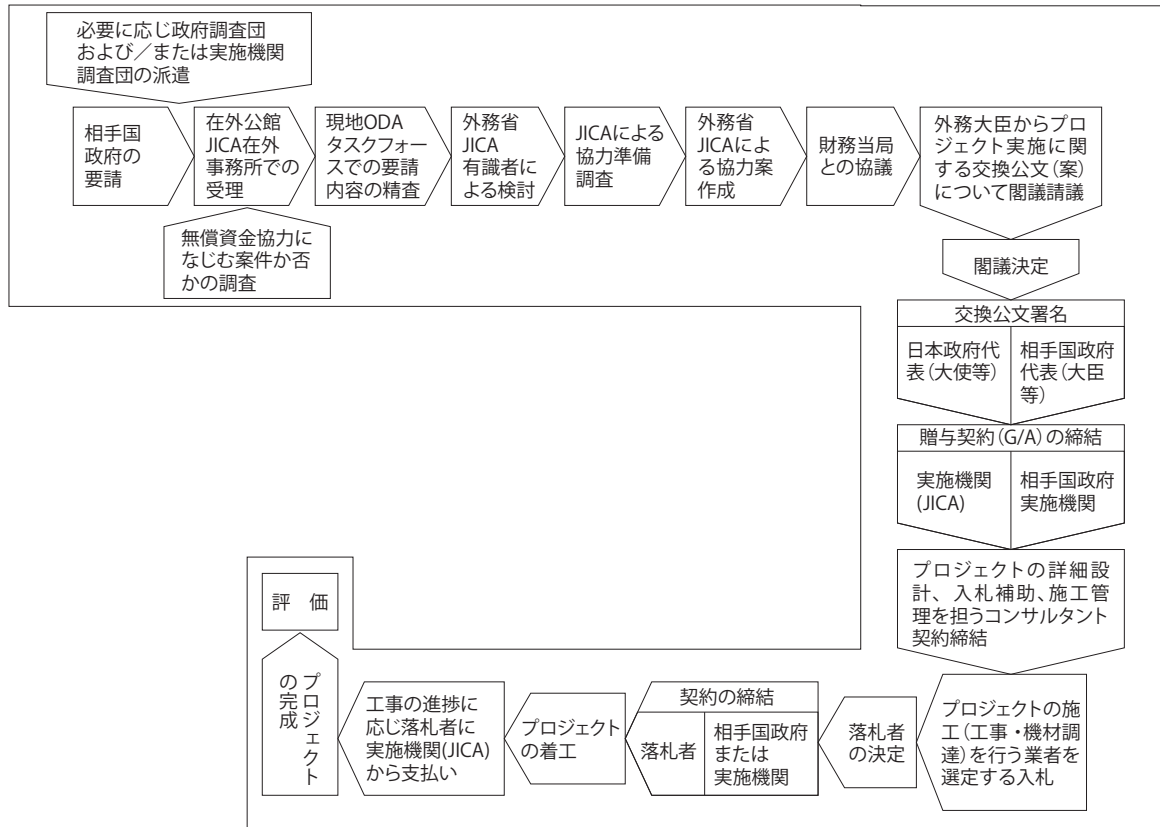 必要に応じ政府調査団
および／または実施機関
調査団の派遣
相手国
政府の
要請
在外公館
JICA在外
事務所での
受理
無償資金協力に
なじむ案件か否
かの調査
現地ODA
タスクフォー
スでの要請
内容の精査
外務省
JICA
有識者に
よる検討
JICAによる
協力準備
調査
外務省
JICAによ
る協力案
作成
財務当局
との協議
外務大臣からプロ
ジェクト実施に関
する交換公文（案）
について閣議請議
閣議決定
交換公文署名
日本政府代
表（大使等）
相手国政府
代表（大臣
等）
贈与契約（G/A）の締結
実施機関
(JICA)
相手国政府
実施機関
プロジェクトの詳細設
計、入札補助、施工管
理を担うコンサルタント
契約締結
プロジェクトの施
工（工事・機材調
達）を行う業者を
選定する入札
落札者
の決定
契約の締結
落札者
相手国政府
または
実施機関
プロジェクト
の着工
工事の進捗に
応じ落札者に
実施機関(JICA)
から支払い
プロジェクト
の完成
評　価